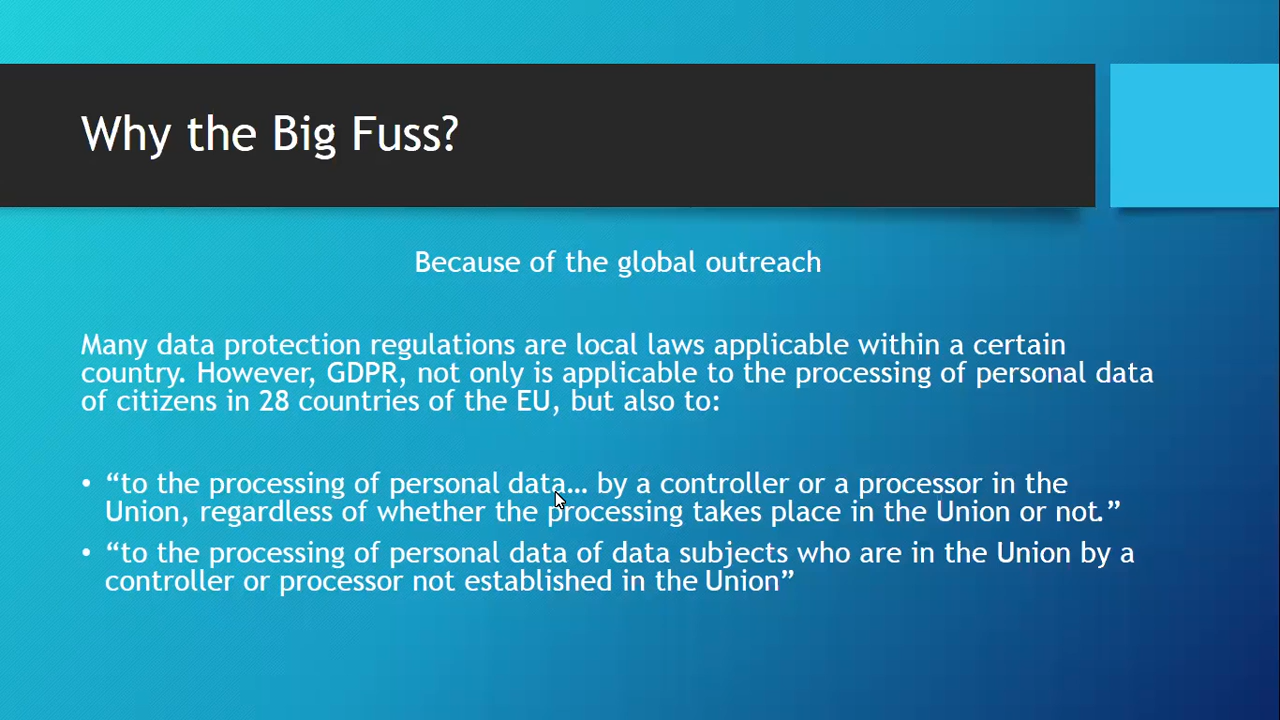 Why the Big Fuss?
Because of the global outreach
Many data protection regulations are local laws applicable within a certain
country. However, GDPR, not only is applicable to the processing of personal data
of citizens in 28 countries of the EU, but also to:
• “to the processing of personal data… by a controller or a processor in the
Union, regardless of whether the processing takes place in the Union or not.”
• “to the processing of personal data of data subjects who are in the Union by a
controller or processor not established in the Union”